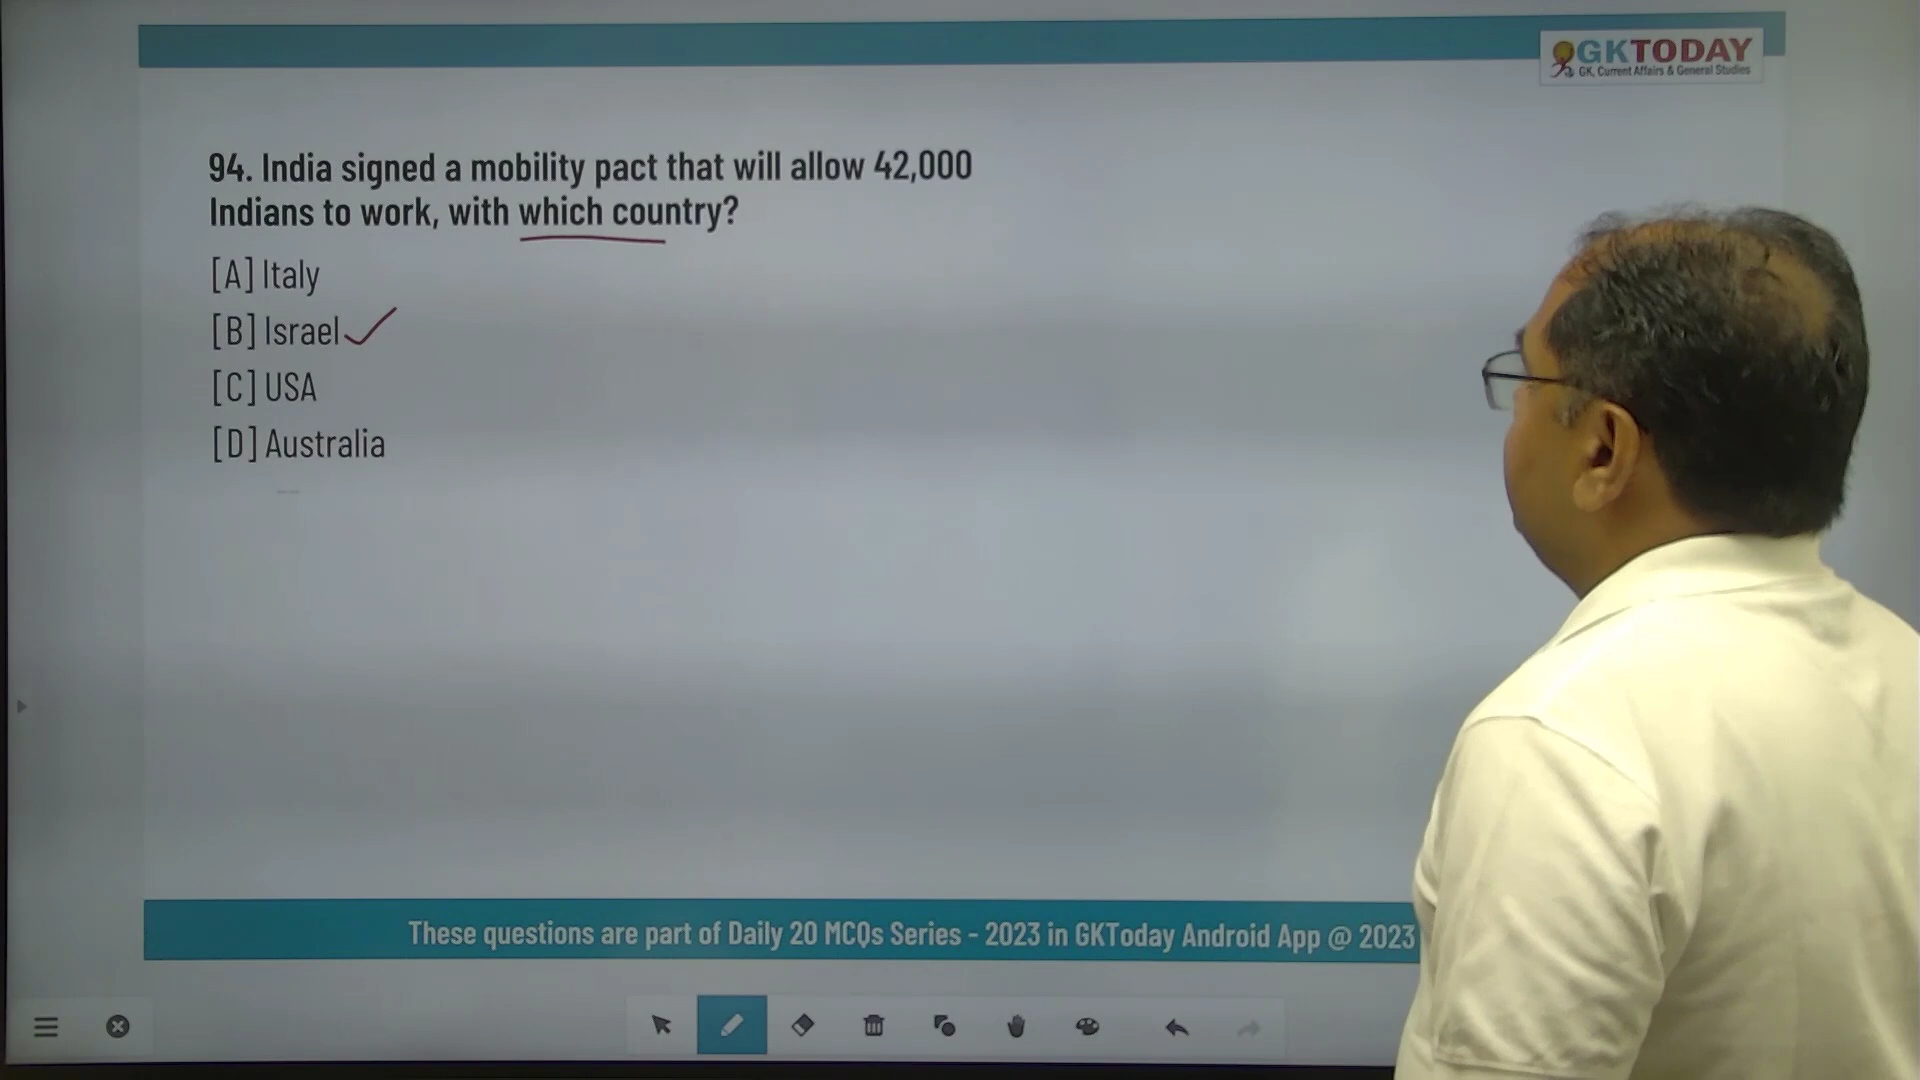 GKTODAY
GK, Current Affairs & General Studies
94. India signed a mobility pact that will allow 42,000
Indians to work, with which country?
[A] Italy
[B] Israel
[C] USA
[D] Australia
These questions are part of Daily 20 MCQs Series - 2023 in GKToday Android App @ 2023